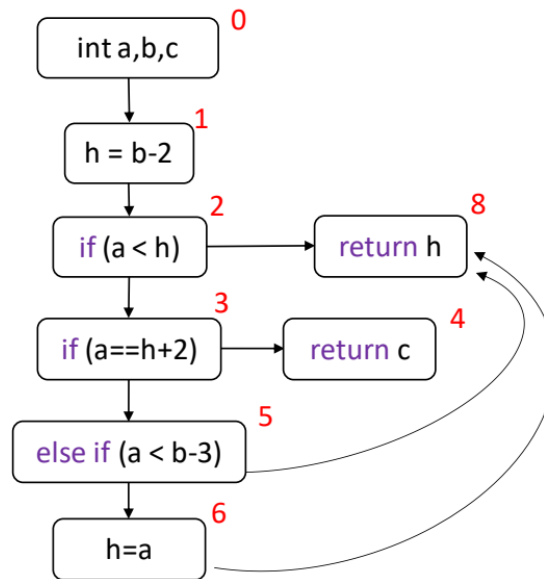 0
int a,b,c
1
h = b-2
2
if (a < h)
8
return h
3
if (a==h+2)
4
return c
5
else if (a < b-3)
6
h=a